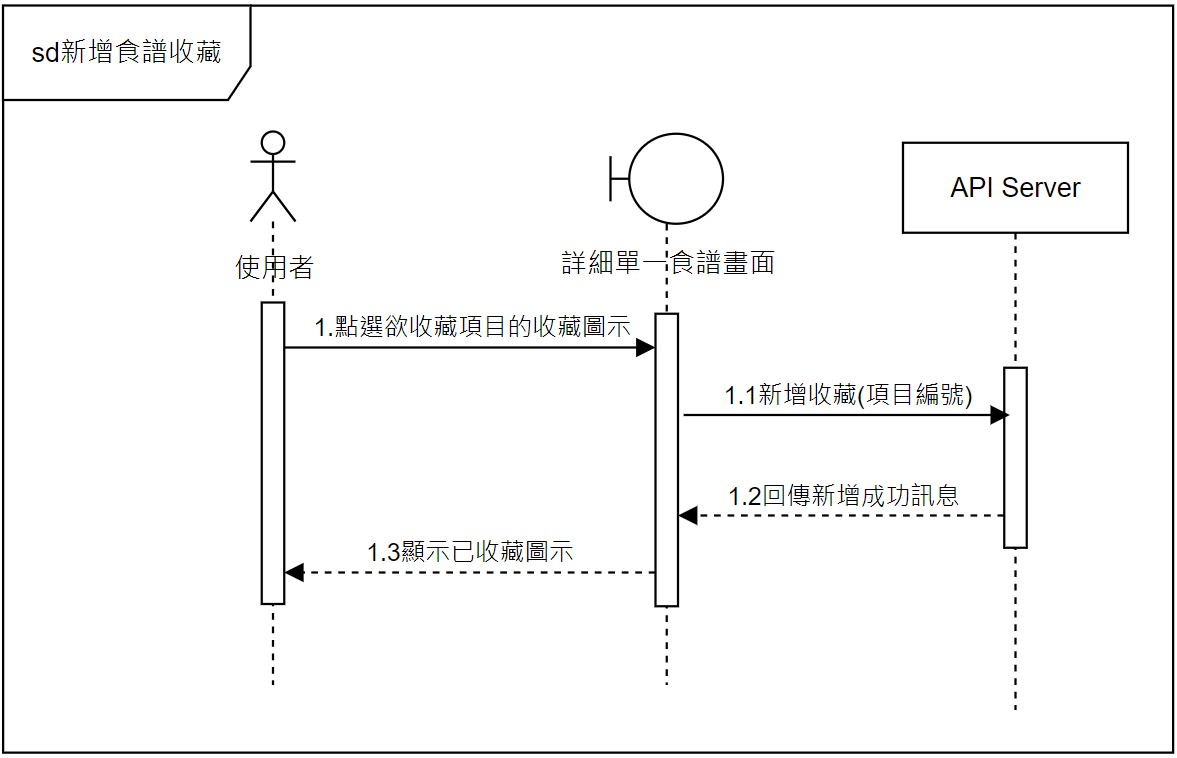 sd新增食譜收藏
API Server
使用者
詳細單一食譜畫面
1.點選欲收藏項目的收藏圖示
1.1新增收藏(項目編號)
1.2回傳新增成功訊息
1.3顯示已收藏圖示